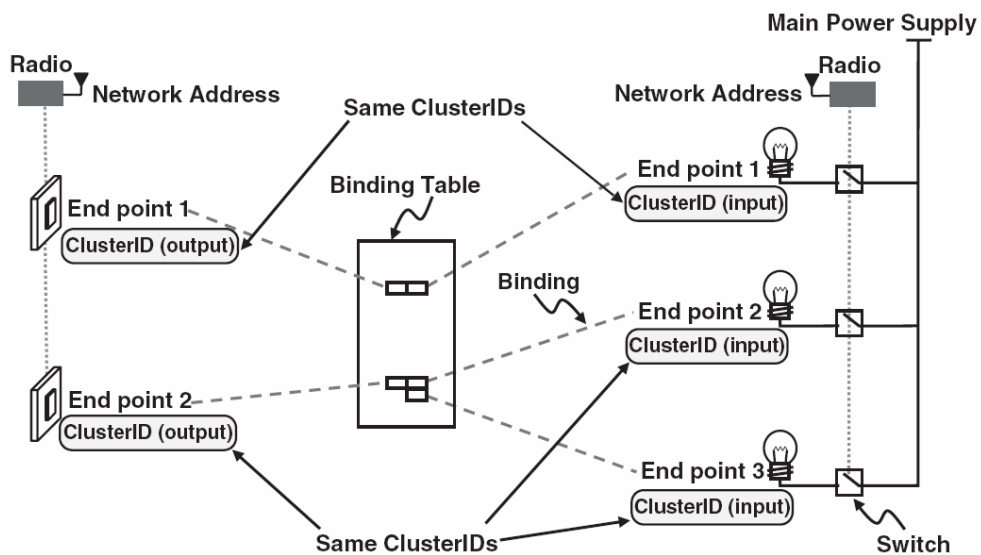 Main Power Supply
Radio
Network Address
Same ClusterIDs
Network Address
Radio
Binding Table
End point 1
ClusterID (output)
End point 1
ClusterID (input)
Binding
End point 2
ClusterID (input)
End point 2
ClusterID (output)
End point 3
ClusterID (input)
Same ClusterIDs
Switch